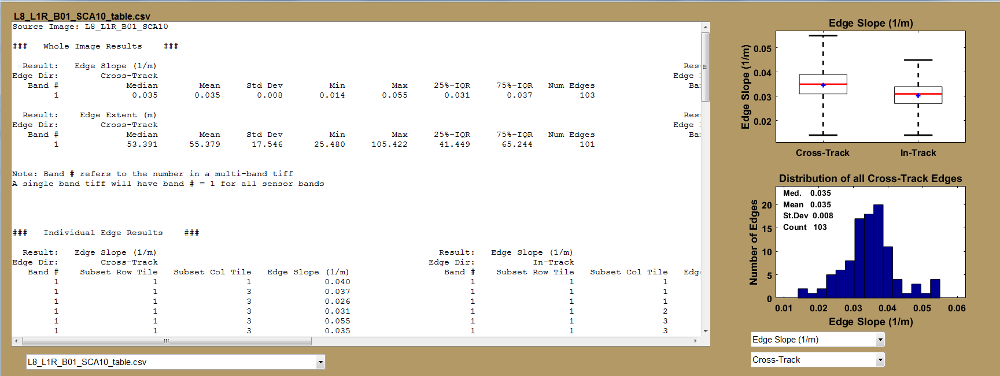 L8_L1R_B01_SCA10_table.csv
Source Image: L8_L1R_B01_SCA10
### Whole Image Results ###
Result: Edge Slope (1/m) Res
Edge Dir: Cross-Track Edge
Band # Median Mean Std Dev Min Max 25%-IQR 75%-IQR Num Edges Ba
1 0.035 0.035 0.008 0.014 0.055 0.031 0.037 103
Result: Edge Extent (m) Res
Edge Dir: Cross-Track Edge
Band # Median Mean Std Dev Min Max 25%-IQR 75%-IQR Num Edges Ba
1 53.391 55.379 17.546 25.480 105.422 41.449 65.244 101
Note: Band # refers to the number in a multi-band tiff
A single band tiff will have band # = 1 for all sensor bands
### Individual Edge Results ###
Result: Edge Slope (1/m) Result: Edge Slope (1/m)
Edge Dir: Cross-Track Edge Dir: In-Track
Band # Subset Row Tile Subset Col Tile Edge Slope (1/m) Band # Subset Row Tile Subset Col Tile Edg
1 1 1 0.040 1 1 1
1 1 3 0.037 1 1 1
1 1 3 0.026 1 1 1
1 1 3 0.031 1 1 2
1 1 3 0.055 1 1 3
1 1 3 0.035 1 1 3
L8_L1R_B01_SCA10_table.csv
Edge Slope (1/m)
Edge Slope (1/m)
0.05
0.04
0.03
0.02
Cross-Track In-Track
Distribution of all Cross-Track Edges
Med. 0.035
Mean 0.035
St.Dev 0.008
Count 103
Number of Edges
20
15
10
5
0
0.01 0.02 0.03 0.04 0.05 0.06
Edge Slope (1/m)
Edge Slope (1/m)
Cross-Track